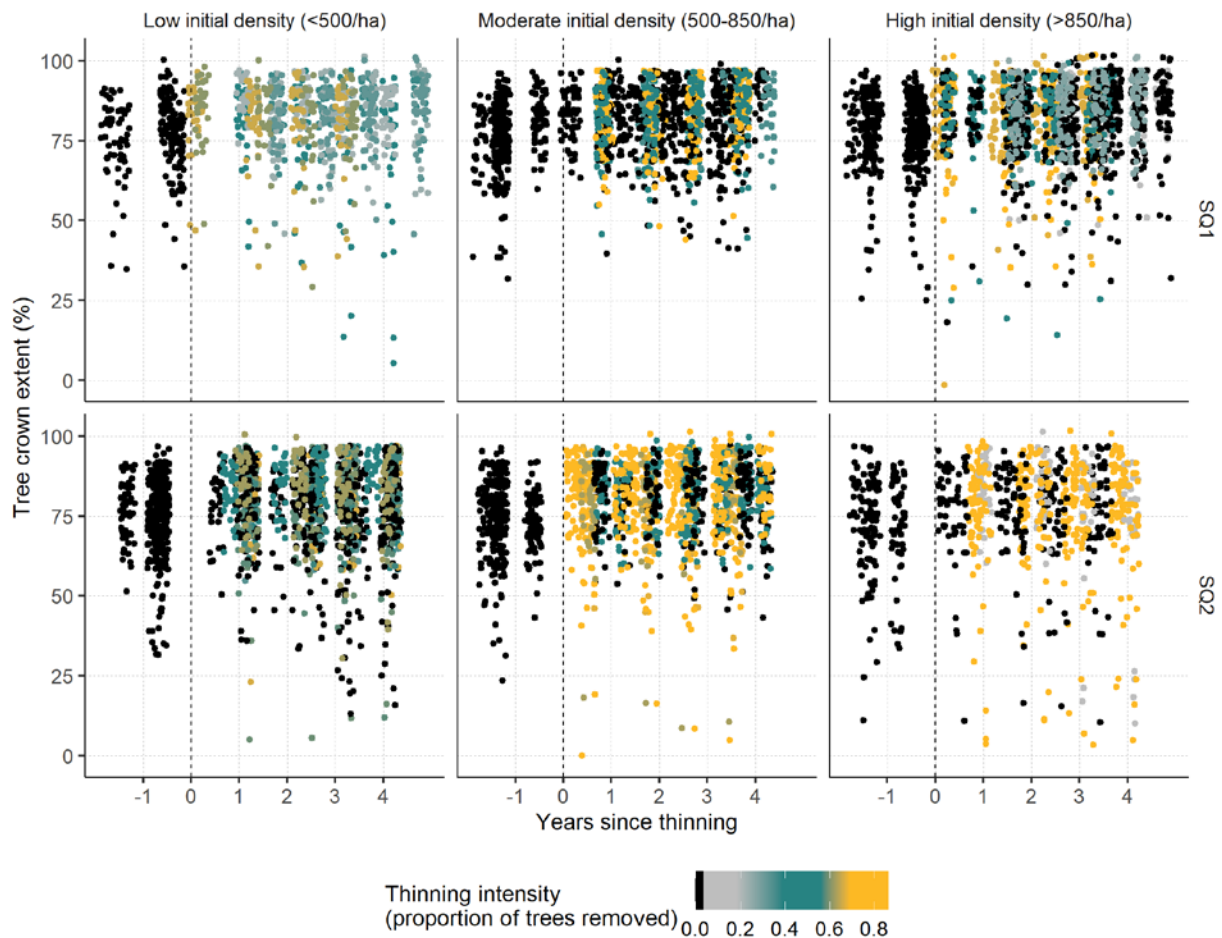 Low initial density (<500/ha)
Moderate initial density (500-850/ha)
High initial density (>850/ha)
Tree crown extent (%)
100
75
50
25
0
SQ1
100
75
50
25
0
SQ2
-1 0 1 2 3 4
-1 0 1 2 3 4
-1 0 1 2 3 4
Years since thinning
Thinning intensity
(proportion of trees removed)
0.0 0.2 0.4 0.6 0.8